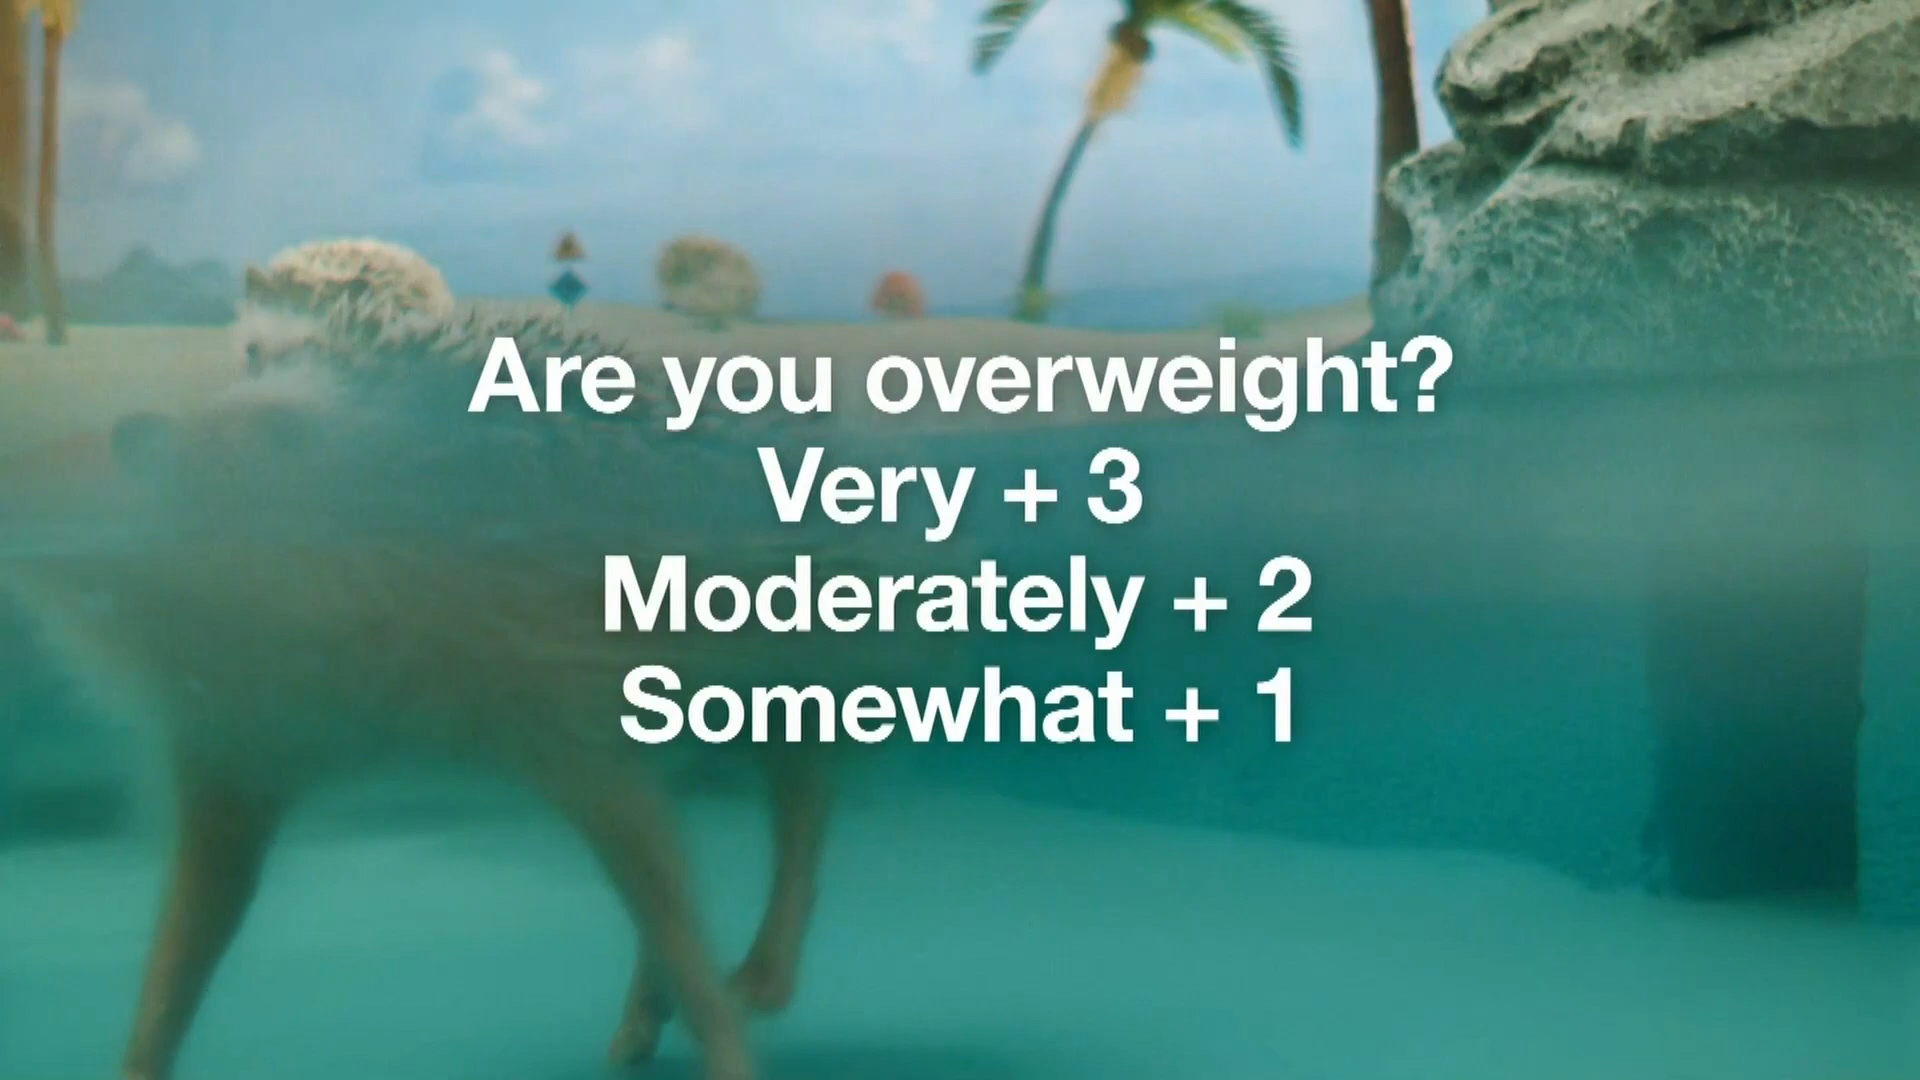 Are you overweight?
Very + 3
Moderately + 2
Somewhat + 1